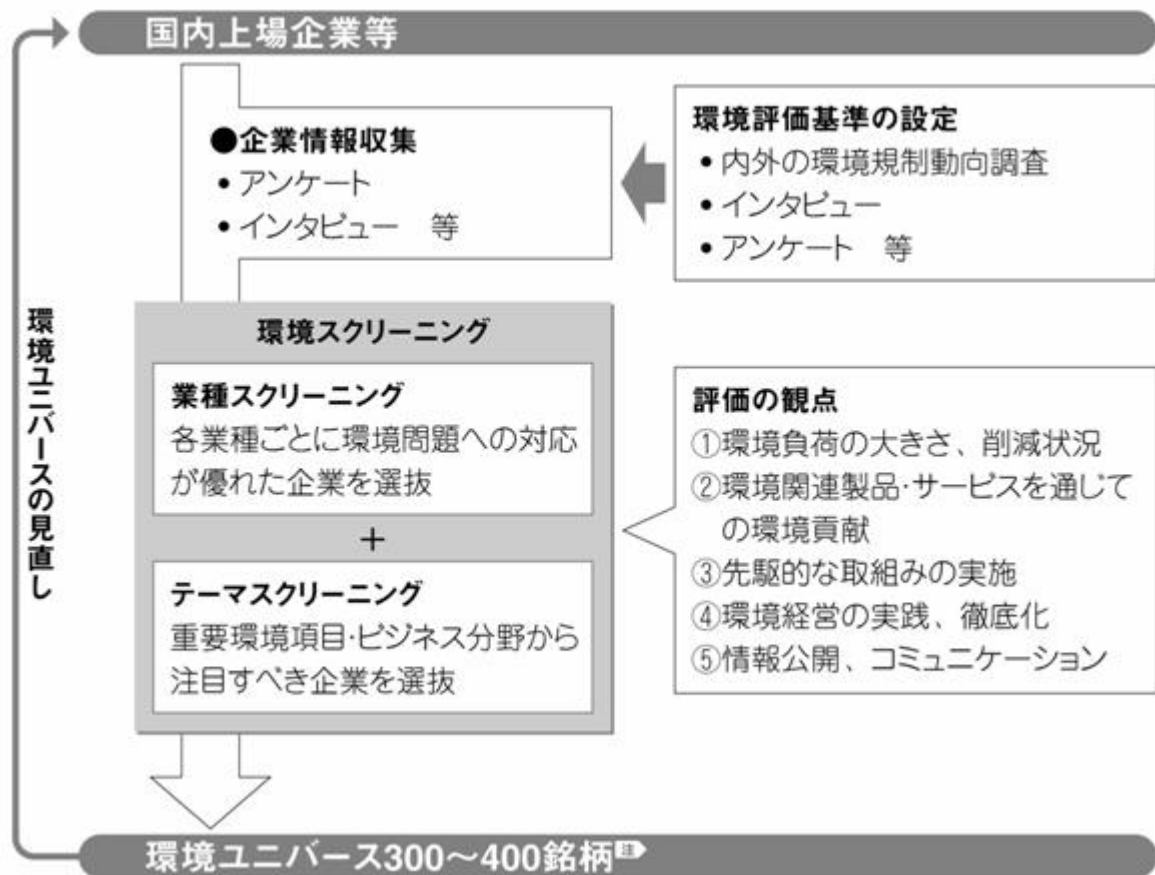 国内上場企業等
●企業情報収集
• アンケート
• インタビュー 等
環境評価基準の設定
• 内外の環境規制動向調査
• インタビュー
• アンケート 等
環境ユニバースの見直し
環境スクリーニング
業種スクリーニング
各業種ごとに環境問題への対応
が優れた企業を選抜
+
テーマスクリーニング
重要環境項目・ビジネス分野から
注目すべき企業を選抜
評価の観点
①環境負荷の大きさ、削減状況
②環境関連製品・サービスを通じて
の環境貢献
③先駆的な取組みの実施
④環境経営の実践、徹底化
⑤情報公開、コミュニケーション
環境ユニバース300～400銘柄注